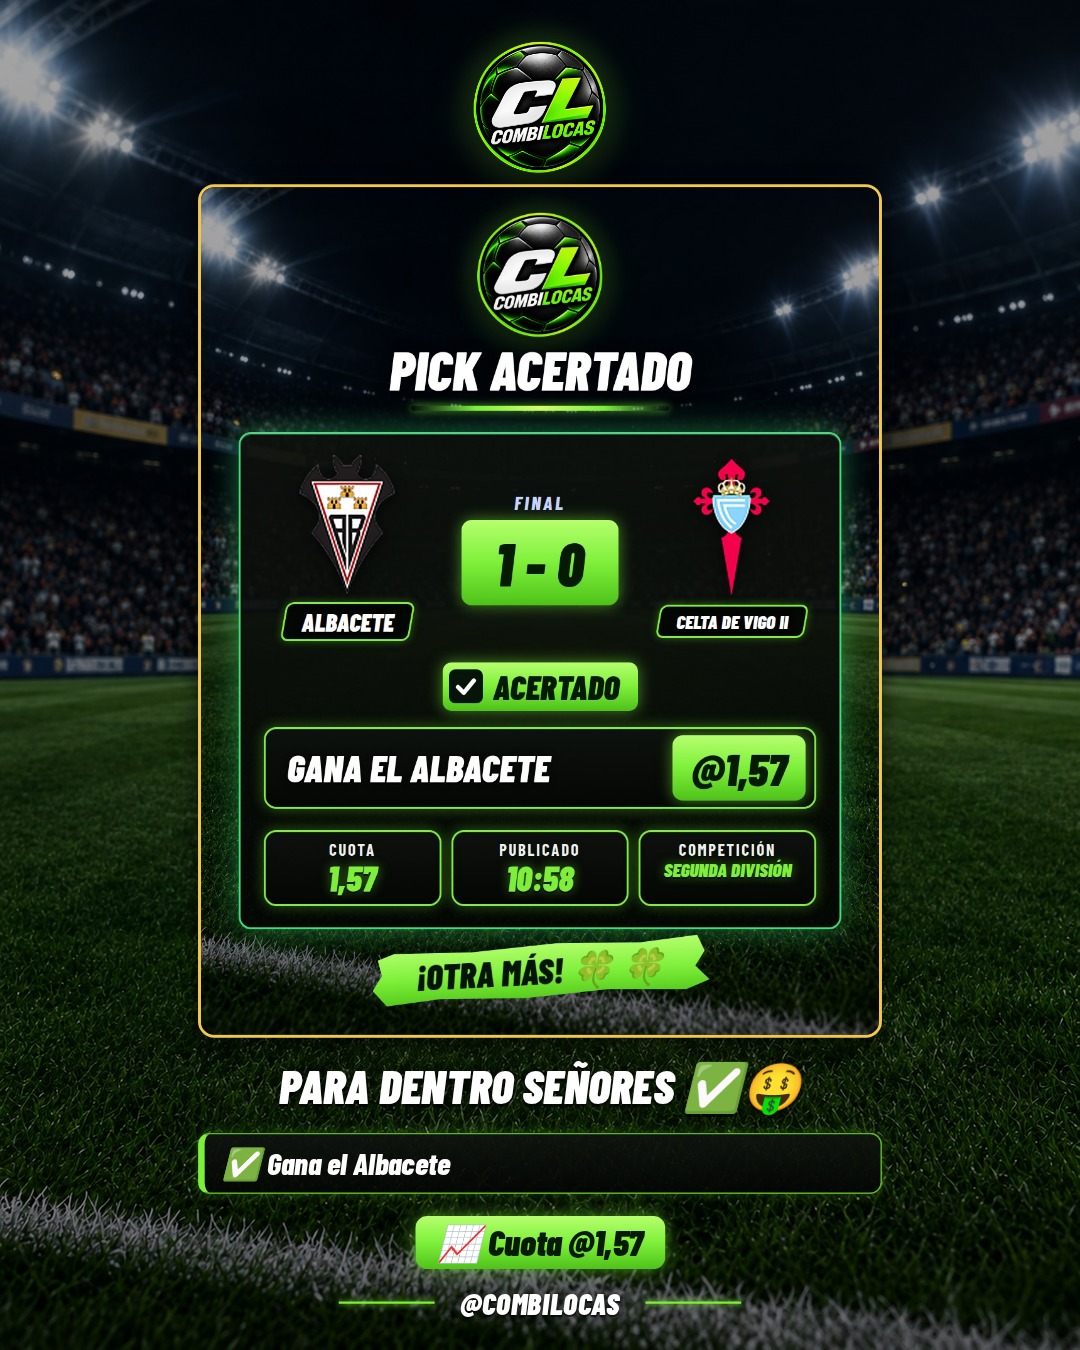 CL
COMBILOCAS
CL
COMBILOCAS
PICK ACERTADO
FINAL
1 - 0
ALBACETE
CELTA DE VIGO II
ACERTADO
GANA EL ALBACETE
@1,57
CUOTA
1,57
PUBLICADO
10:58
COMPETICIÓN
SEGUNDA DIVISIÓN
¡OTRA MÁS! 🍀 🍀
PARA DENTRO SEÑORES ✅🤑
✅ Gana el Albacete
📈 Cuota @1,57
@COMBILOCAS